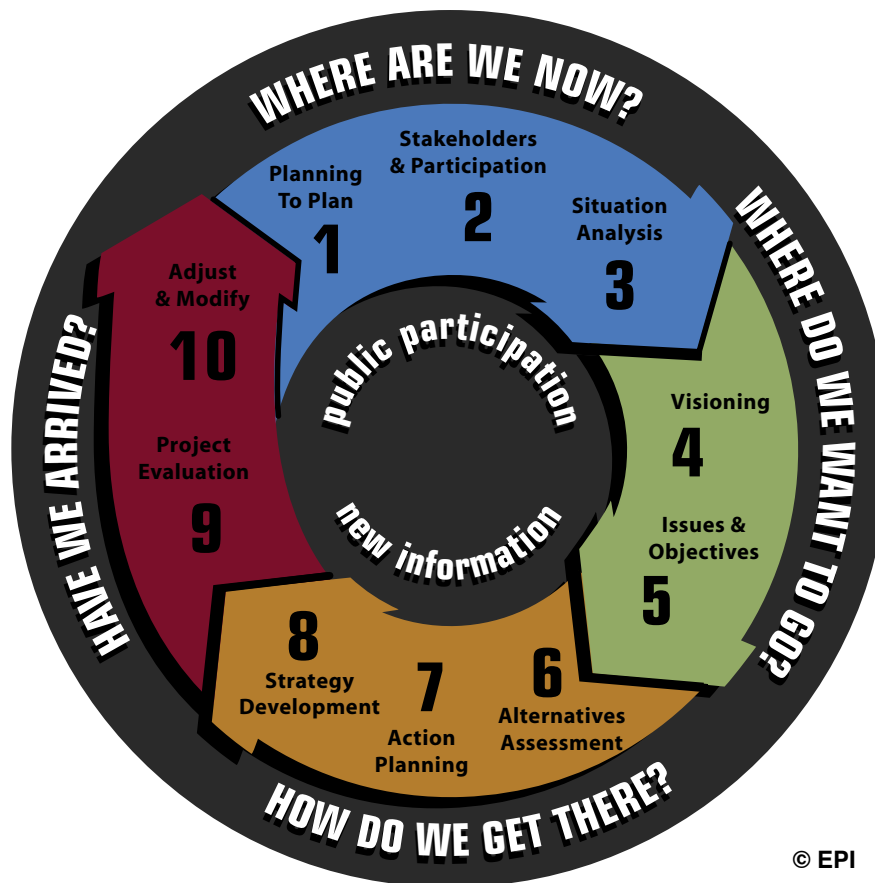 WHERE ARE WE NOW?
Planning
To Plan
1
Stakeholders
& Participation
2
Situation
Analysis
3
WHERE DO WE WANT TO GO?
Visioning
4
Issues &
Objectives
5
6
Alternatives
Assessment
7
Action
Planning
8
Strategy
Development
HOW DO WE GET THERE?
Project
Evaluation
9
Adjust
& Modify
10
HAVE WE ARRIVED?
public participation
new information
© EPI